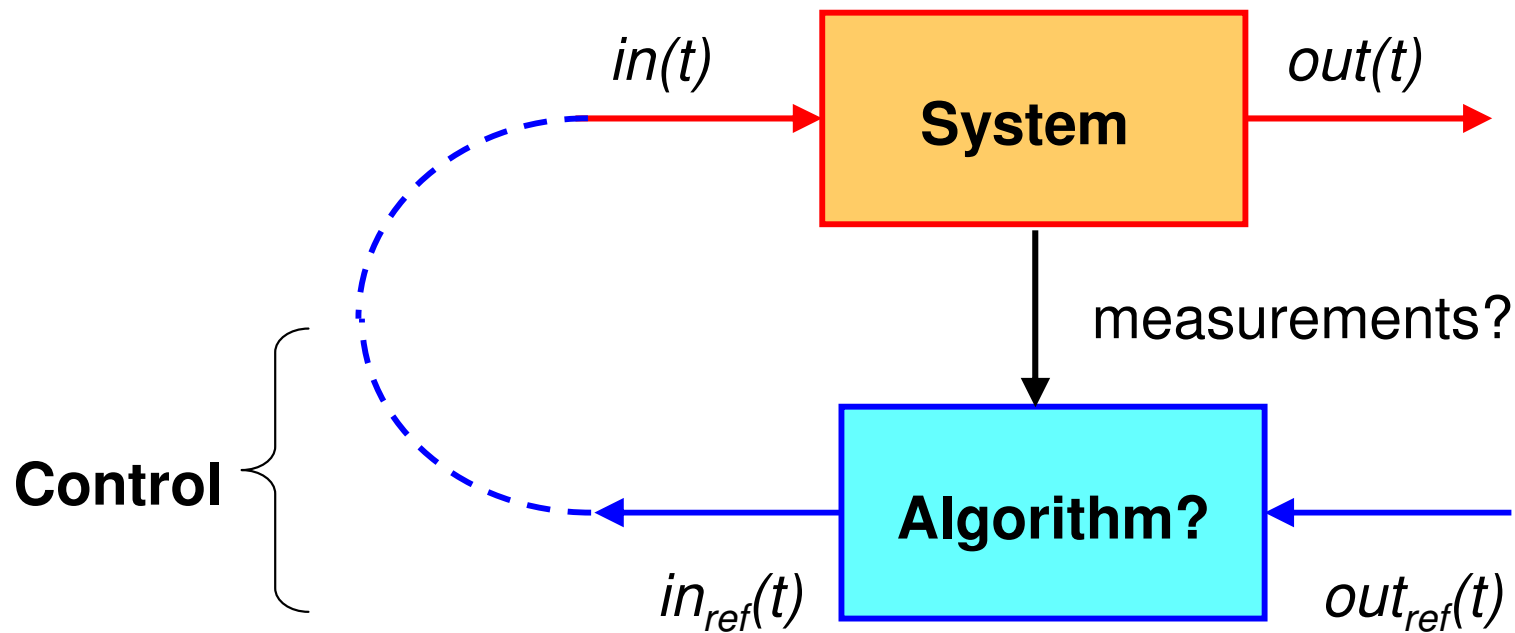 in(t)
out(t)
System
measurements?
Control
Algorithm?
in_ref(t)
out_ref(t)